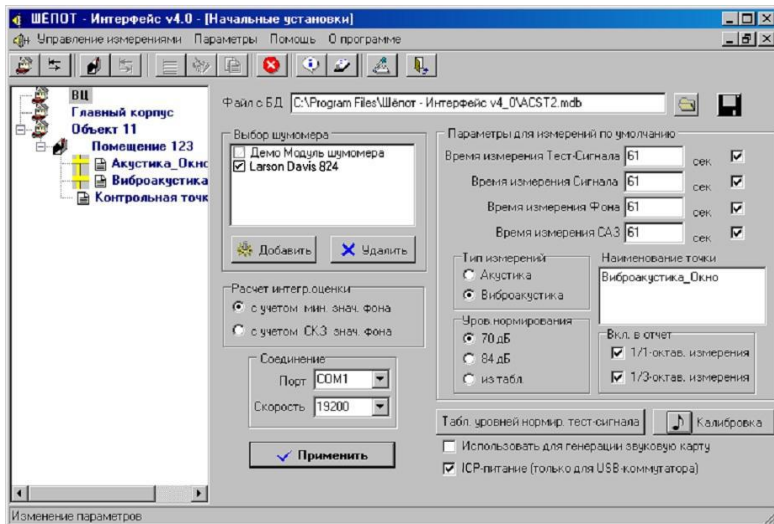 ШЕПОТ - Интерфейс v4.0 - [Начальные установки]
Управление измерениями Параметры Помощь О программе
ВЦ
Главный корпус
Объект 11
Помещение 123
Акустика_Окно
Виброакустика
Контрольная точк
Файл с БД C:\Program Files\Шёпот - Интерфейс v4_0\ACST2.mdb
Выбор шумомера
Демо Модуль шумомера
Larson Davis 824
Добавить Удалить
Расчет интегр.оценки
с учетом мин. знач. фона
с учетом СКЗ знач. фона
Соединение
Порт COM1
Скорость 19200
Применить
Параметры для измерений по умолчанию
Время измерения Тест-Сигнала 61 сек
Время измерения Сигнала 61 сек
Время измерения Фона 61 сек
Время измерения САЗ 61 сек
Тип измерений
Акустика
Виброакустика
Наименование точки
Виброакустика_Окно
Уров.нормирования
70 дБ
84 дБ
из табл.
Вкл. в отчет
1/1-октав. измерения
1/3-октав. измерения
Табл. уровней нормир. тест-сигнала Калибровка
Использовать для генерации звуковую карту
ICP-питание (только для USB-коммутатора)
Изменение параметров